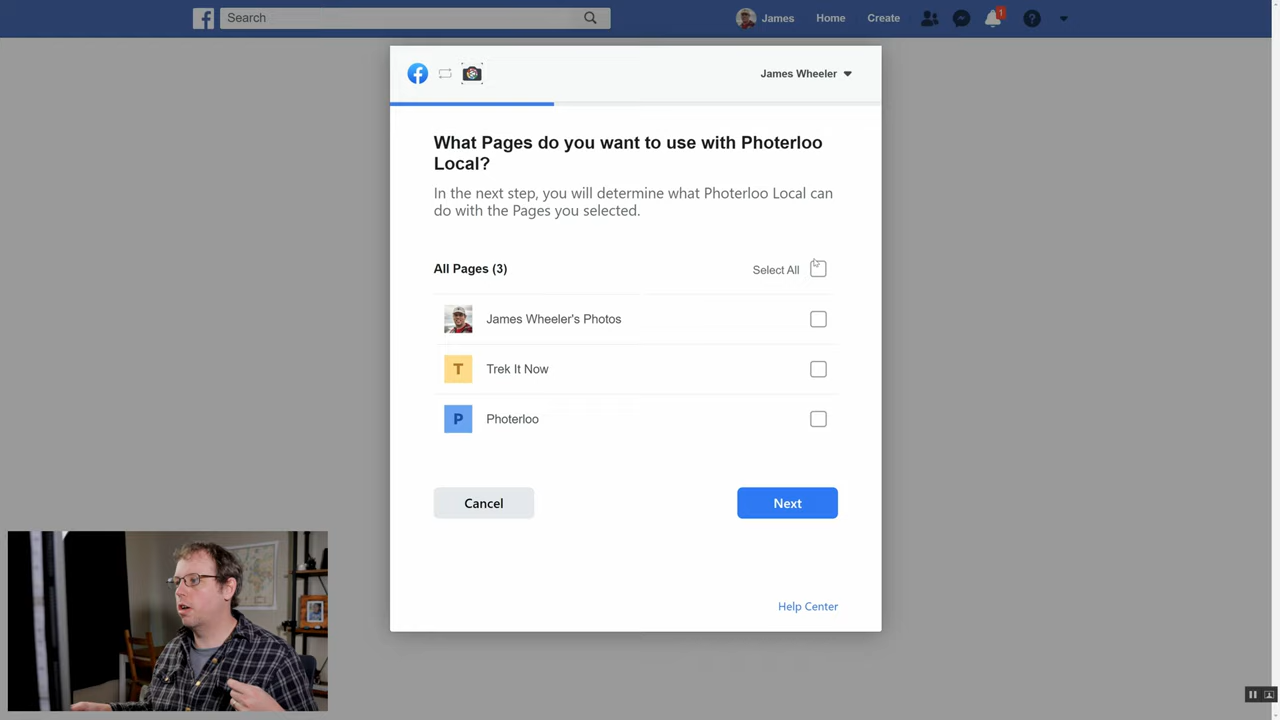 Search
James
Home
Create
1
James Wheeler
What Pages do you want to use with Photerloo
Local?
In the next step, you will determine what Photerloo Local can
do with the Pages you selected.
All Pages (3)
Select All
James Wheeler's Photos
T
Trek It Now
P
Photerloo
Cancel
Next
Help Center